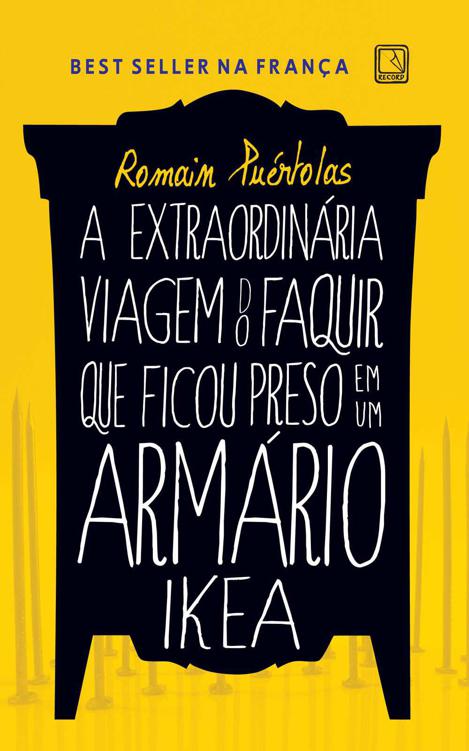 BEST SELLER NA FRANÇA
RECORD
Romain Puértolas
A EXTRAORDINÁRIA
VIAGEM DO FAQUIR
QUE FICOU PRESO EM UM
ARMÁRIO
IKEA